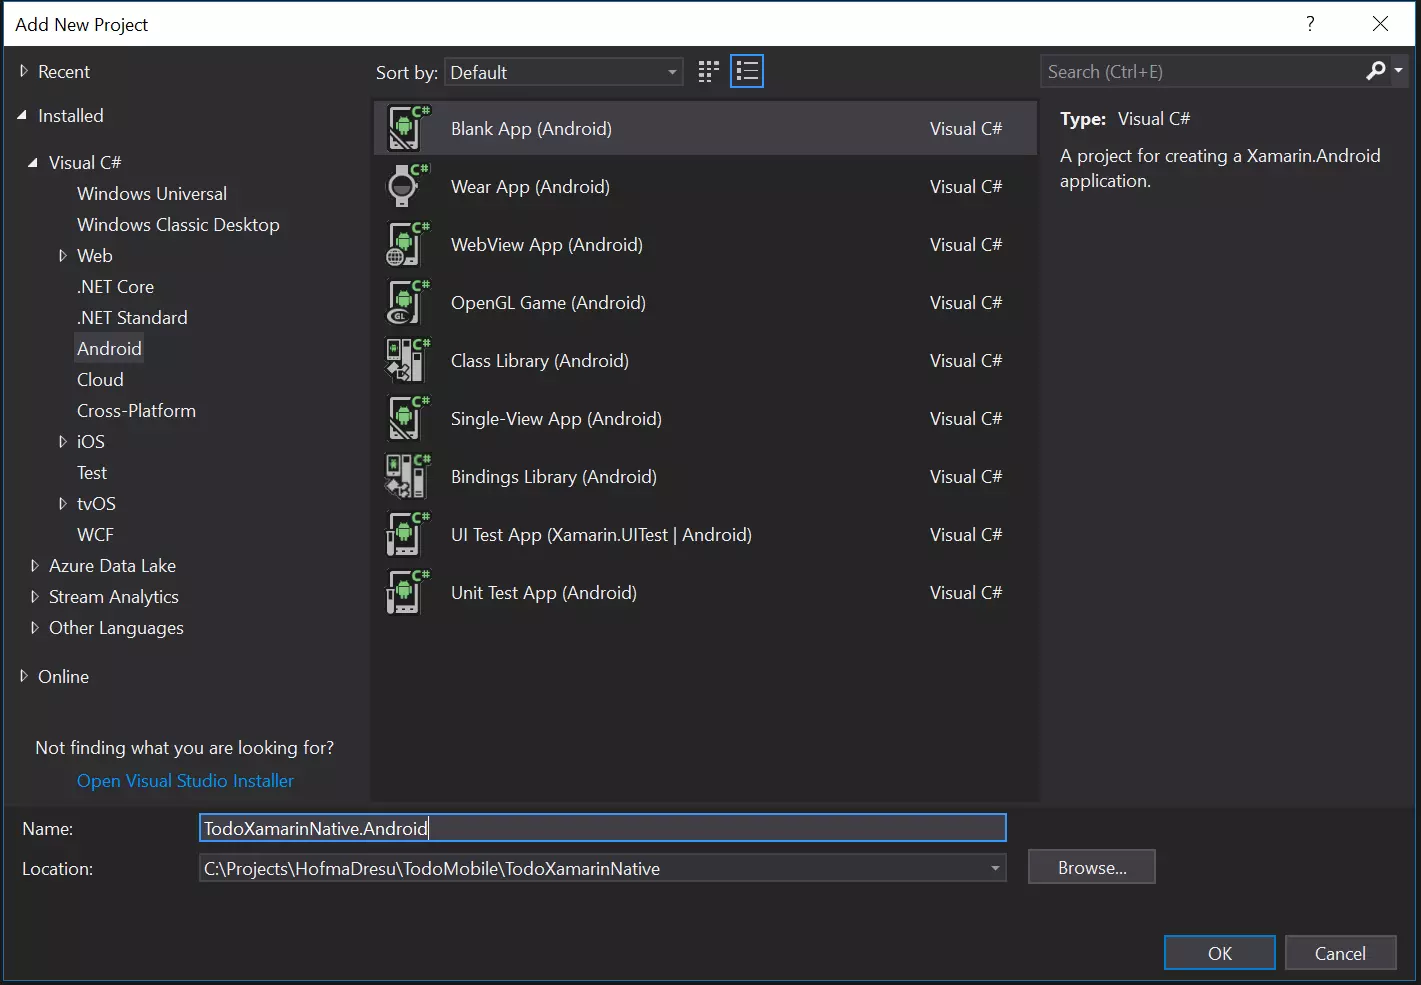 Add New Project
?
Recent
Installed
Visual C#
Windows Universal
Windows Classic Desktop
Web
.NET Core
.NET Standard
Android
Cloud
Cross-Platform
iOS
Test
tvOS
WCF
Azure Data Lake
Stream Analytics
Other Languages
Online
Not finding what you are looking for?
Open Visual Studio Installer
Sort by: Default
C# Blank App (Android) Visual C#
C# Wear App (Android) Visual C#
C# WebView App (Android) Visual C#
C# GL OpenGL Game (Android) Visual C#
C# Class Library (Android) Visual C#
C# Single-View App (Android) Visual C#
C# Bindings Library (Android) Visual C#
C# UI Test App (Xamarin.UITest | Android) Visual C#
C# Unit Test App (Android) Visual C#
Search (Ctrl+E)
Type: Visual C#
A project for creating a Xamarin.Android
application.
Name: TodoXamarinNative.Android
Location: C:\Projects\HofmaDresu\TodoMobile\TodoXamarinNative
Browse...
OK
Cancel